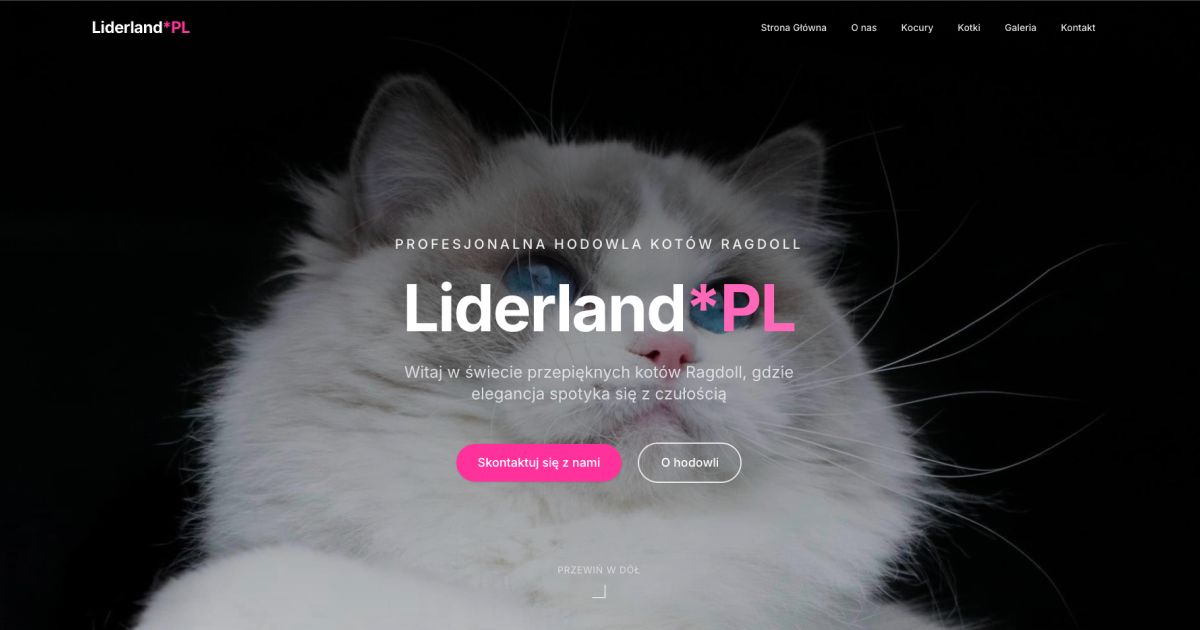 Liderland*PL
Strona Główna
O nas
Kocury
Kotki
Galeria
Kontakt
PROFESJONALNA HODOWLA KOTÓW RAGDOLL
Liderland*PL
Witaj w świecie przepięknych kotów Ragdoll, gdzie
elegancja spotyka się z czułością
Skontaktuj się z nami
O hodowli
PRZEWIŃ W DÓŁ